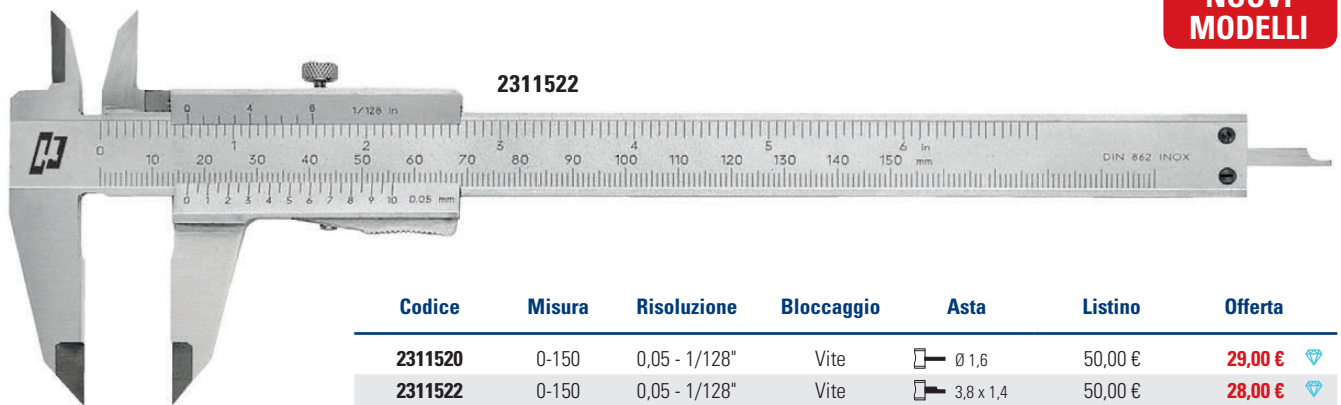 NUOVI
MODELLI
2311522
0 4 8 1/128 in
0 1 2 3 4 5 6 in
10 20 30 40 50 60 70 80 90 100 110 120 130 140 150 mm
DIN 862 INOX
0 1 2 3 4 5 6 7 8 9 10 0.05 mm
Codice Misura Risoluzione Bloccaggio Asta Listino Offerta
2311520 0-150 0,05 - 1/128" Vite Ø 1,6 50,00 € 29,00 €
2311522 0-150 0,05 - 1/128" Vite 3,8 x 1,4 50,00 € 28,00 €